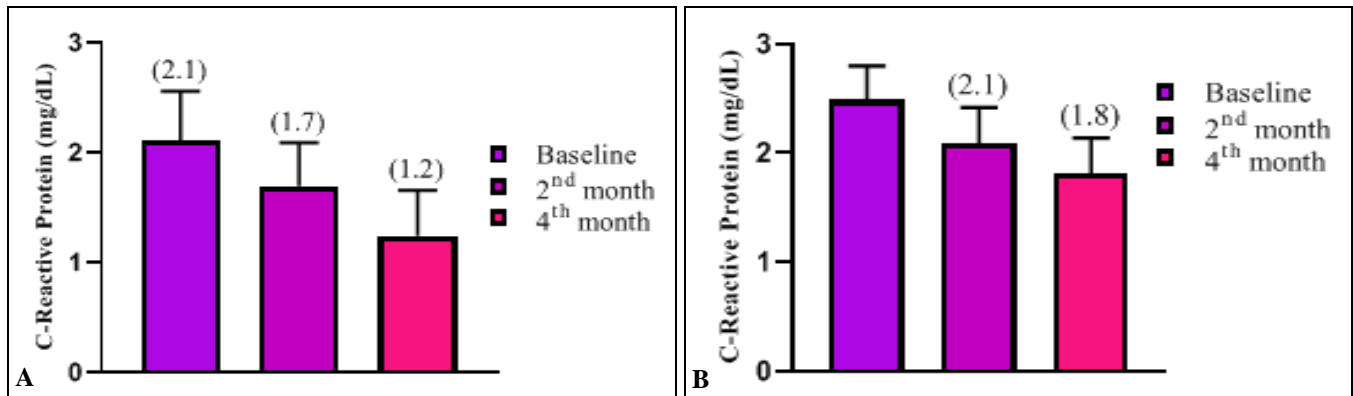 C-Reactive Protein (mg/dL)
3
2
1
0
(2.1)
(1.7)
(1.2)
Baseline
2nd month
4th month
A
C-Reactive Protein (mg/dL)
3
2
1
0
(2.1)
(1.8)
Baseline
2nd month
4th month
B